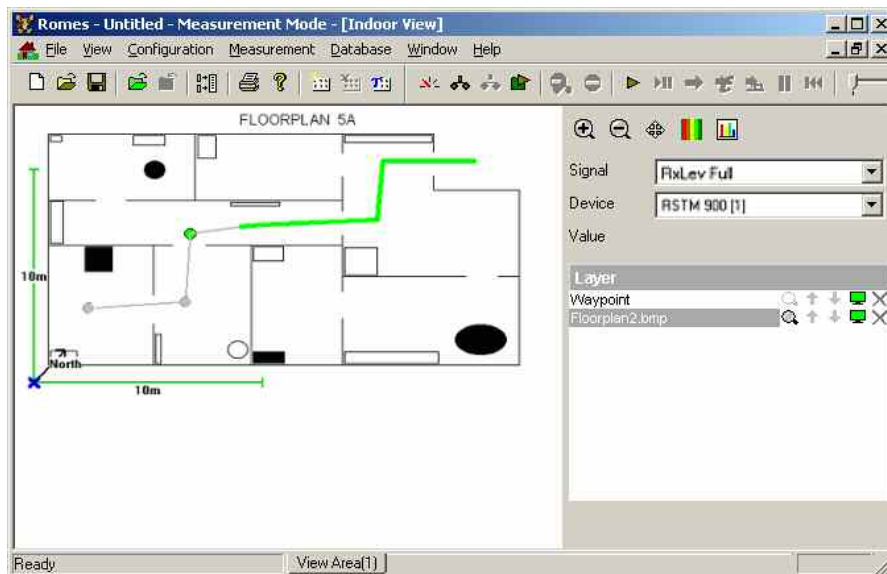 Romes - Untitled - Measurement Mode - [Indoor View]
File View Configuration Measurement Database Window Help
FLOORPLAN 5A
10m
North
10m
Signal
RxLev Full
Device
RSTM 900 [1]
Value
Layer
Waypoint
Floorplan2.bmp
Ready
View Area(1)